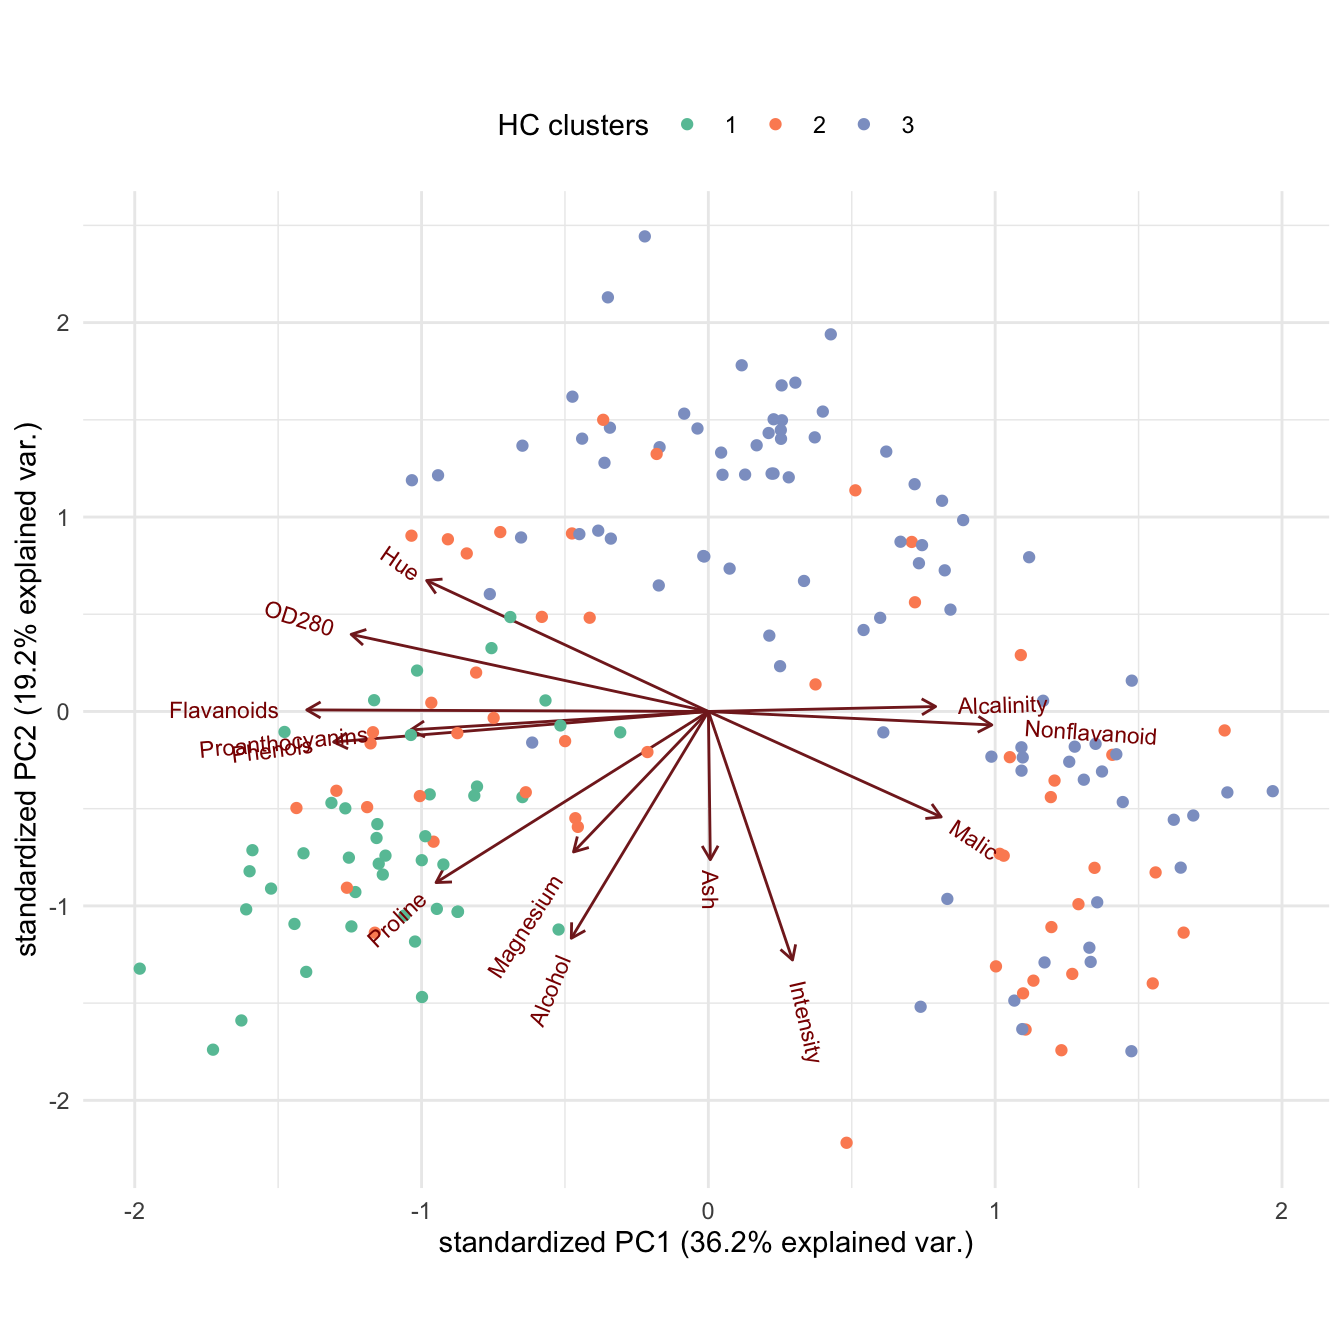 HC clusters 1 2 3
standardized PC2 (19.2% explained var.)
2
1
0
-1
-2
Hue
OD280
Flavanoids
Proanthocyanins
Phenols
Alcalinity
Nonflavanoid
Malic
Proline
Magnesium
Alcohol
Ash
Intensity
-2 -1 0 1 2
standardized PC1 (36.2% explained var.)